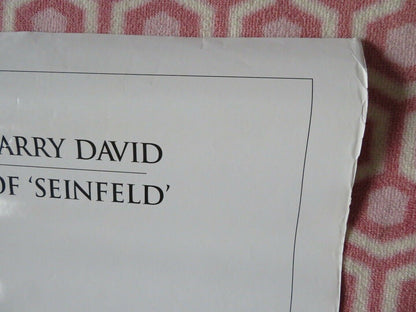 ARRY DAVID
OF ‘SEINFELD’